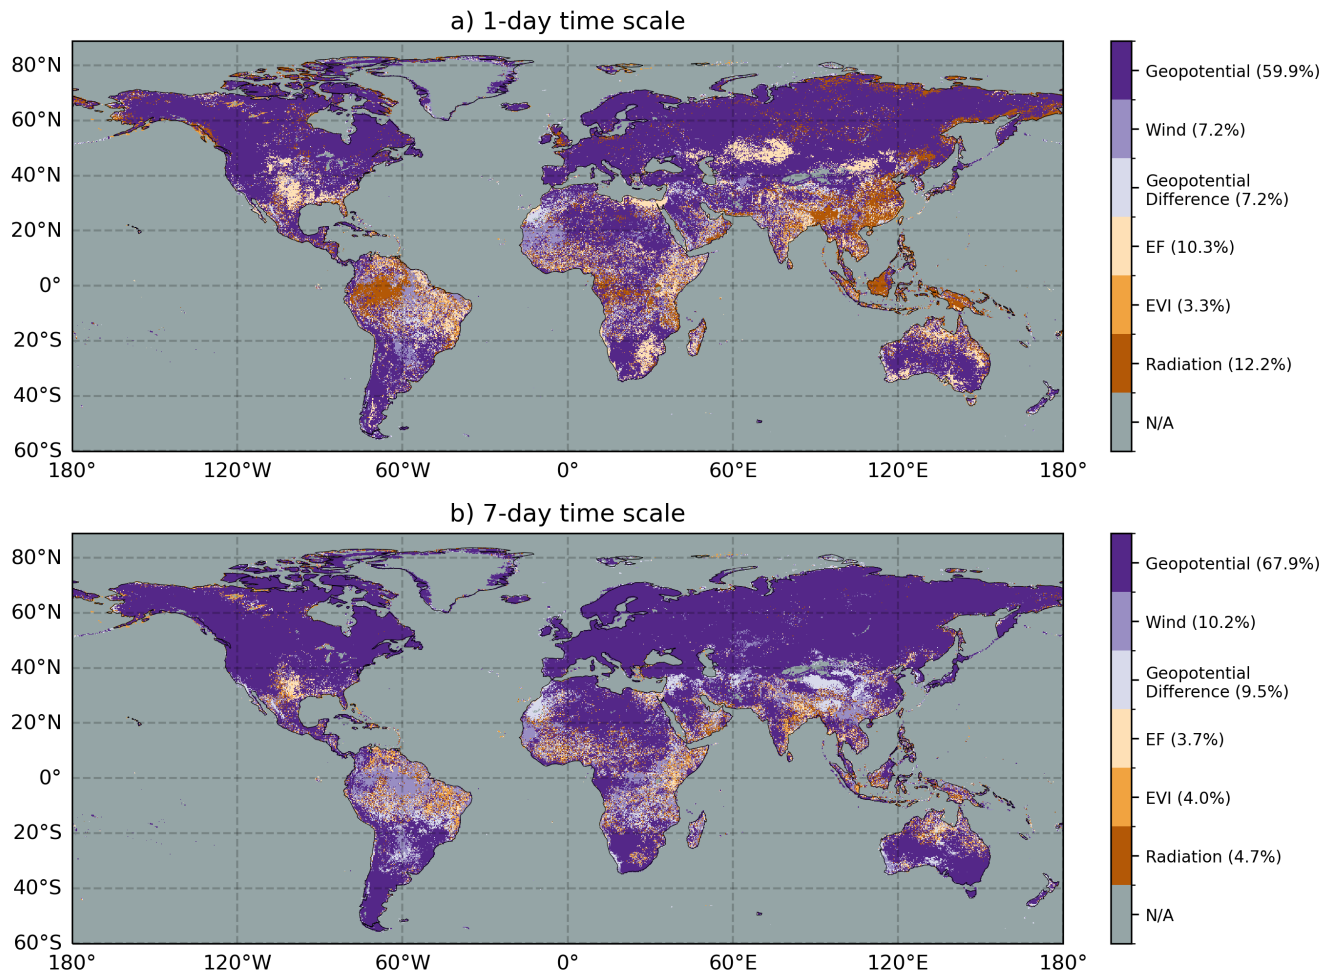 a) 1-day time scale
80°N
60°N
40°N
20°N
0°
20°S
40°S
60°S
180°
120°W
60°W
0°
60°E
120°E
180°
Geopotential (59.9%)
Wind (7.2%)
Geopotential
Difference (7.2%)
EF (10.3%)
EVI (3.3%)
Radiation (12.2%)
N/A
b) 7-day time scale
80°N
60°N
40°N
20°N
0°
20°S
40°S
60°S
180°
120°W
60°W
0°
60°E
120°E
180°
Geopotential (67.9%)
Wind (10.2%)
Geopotential
Difference (9.5%)
EF (3.7%)
EVI (4.0%)
Radiation (4.7%)
N/A